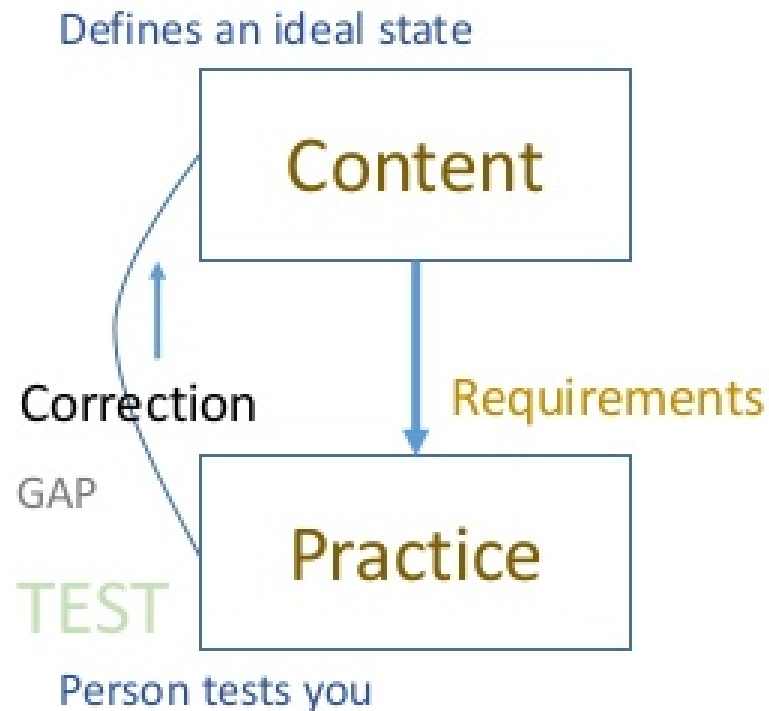 Defines an ideal state
Content
Correction
Requirements
GAP
Practice
TEST
Person tests you